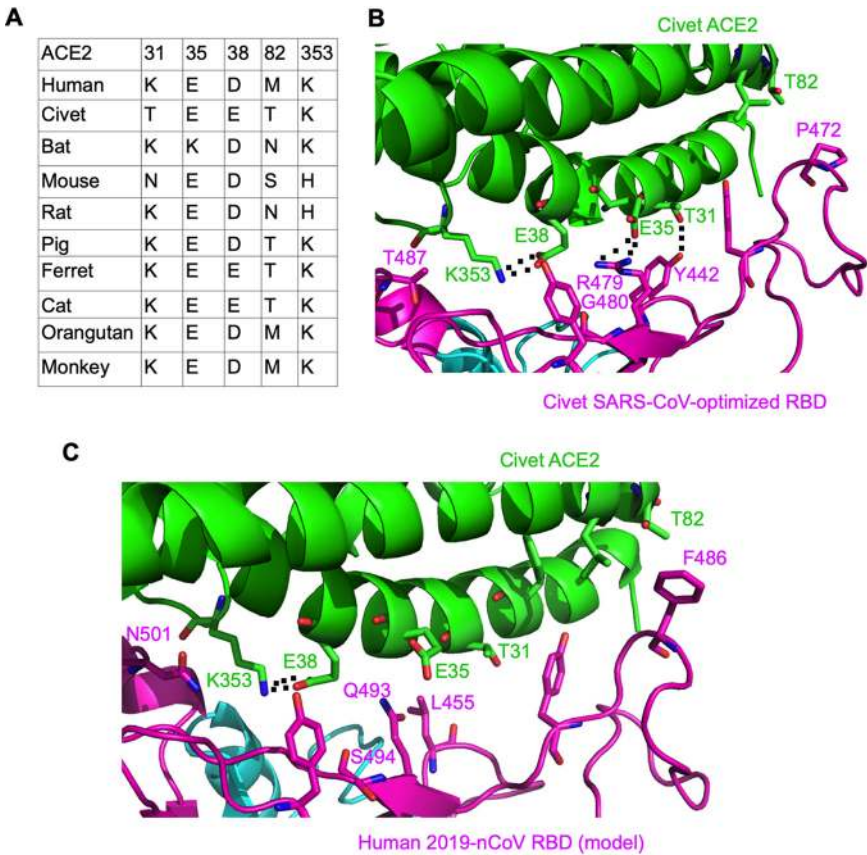 A
ACE2 31 35 38 82 353
Human K E D M K
Civet T E E T K
Bat K K D N K
Mouse N E D S H
Rat K E D N H
Pig K E D T K
Ferret K E E T K
Cat K E E T K
Orangutan K E D M K
Monkey K E D M K
B
Civet ACE2
T82
P472
T31
E35
E38
T487
K353
R479
Y442
G480
Civet SARS-CoV-optimized RBD
C
Civet ACE2
T82
F486
N501
T31
E38
E35
K353
Q493
L455
S494
Human 2019-nCoV RBD (model)